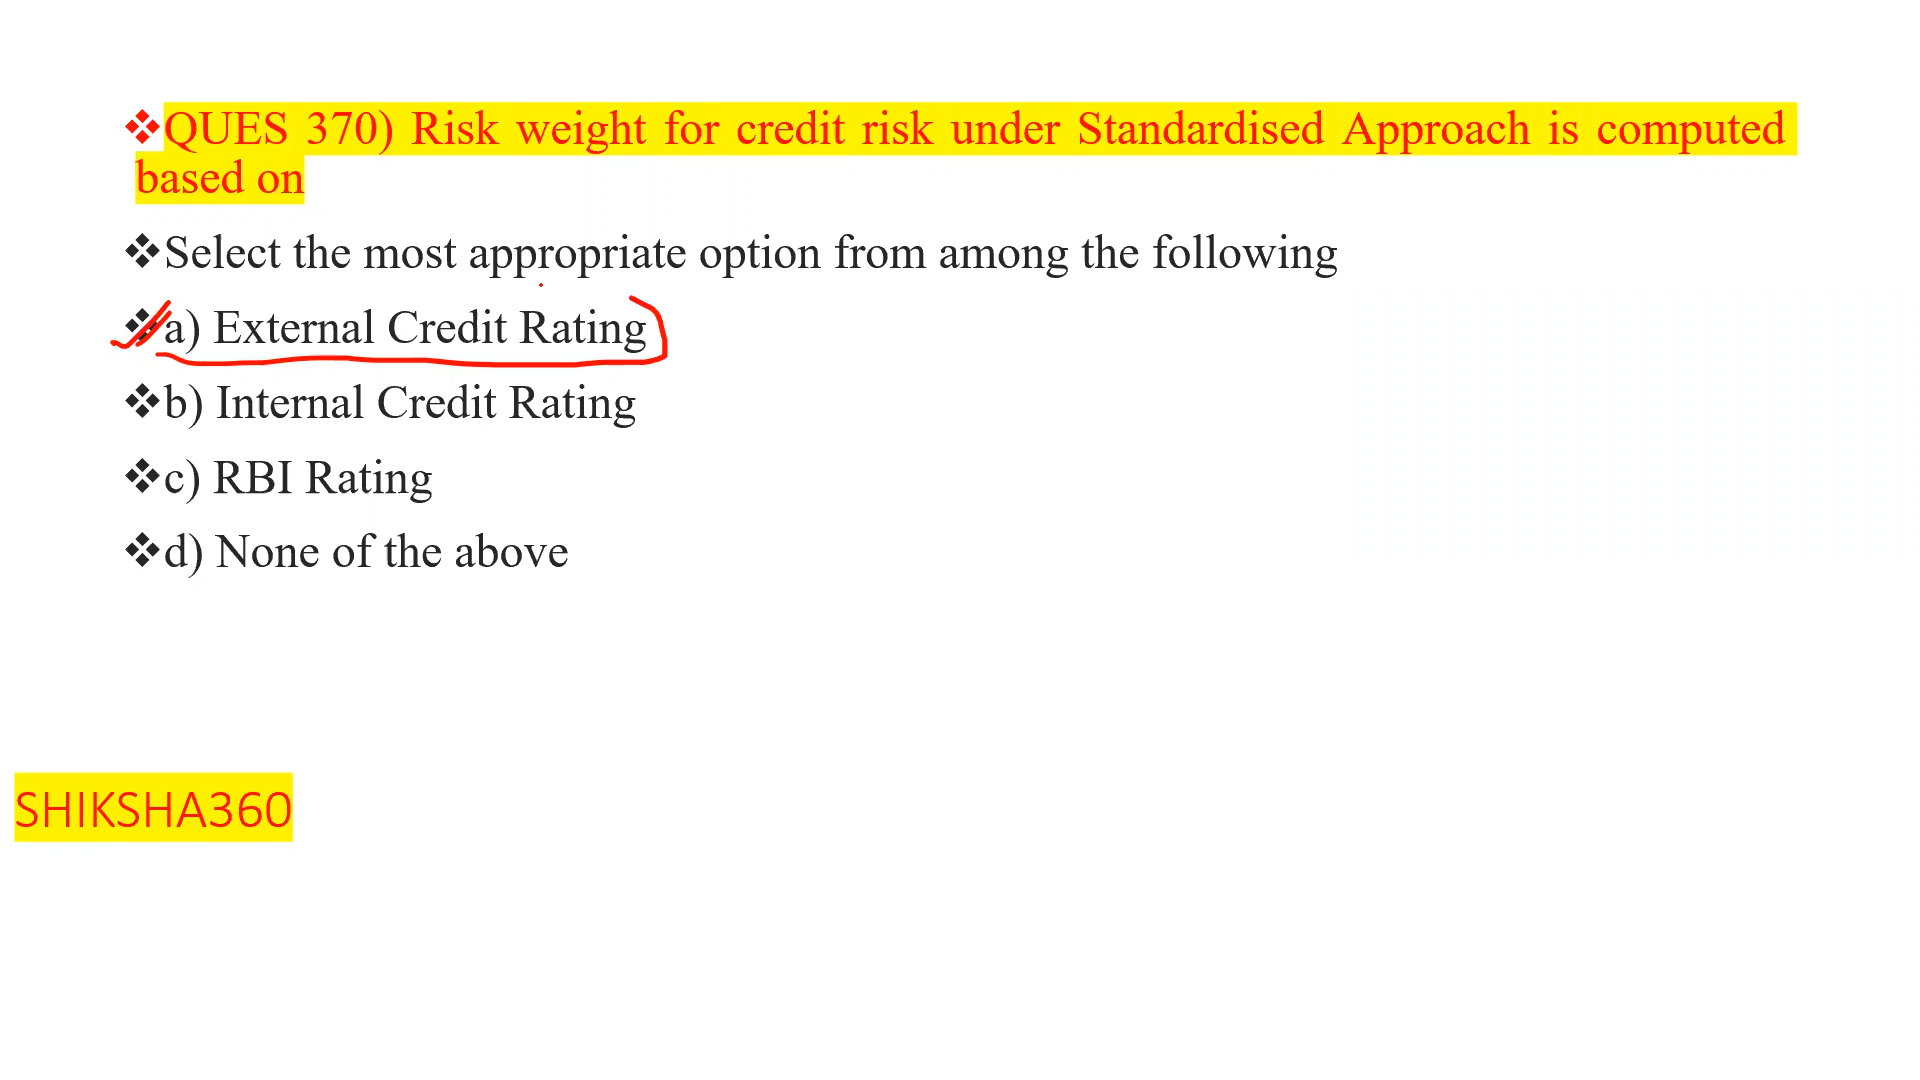 ❖QUES 370) Risk weight for credit risk under Standardised Approach is computed
based on
❖Select the most appropriate option from among the following
❖a) External Credit Rating
❖b) Internal Credit Rating
❖c) RBI Rating
❖d) None of the above
SHIKSHA360